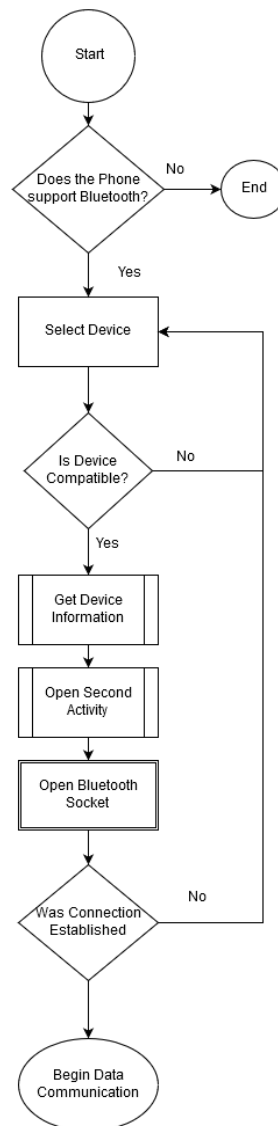 Start
Does the Phone
support Bluetooth?
No
End
Yes
Select Device
Is Device
Compatible?
No
Yes
Get Device
Information
Open Second
Activity
Open Bluetooth
Socket
Was Connection
Established
No
Begin Data
Communication